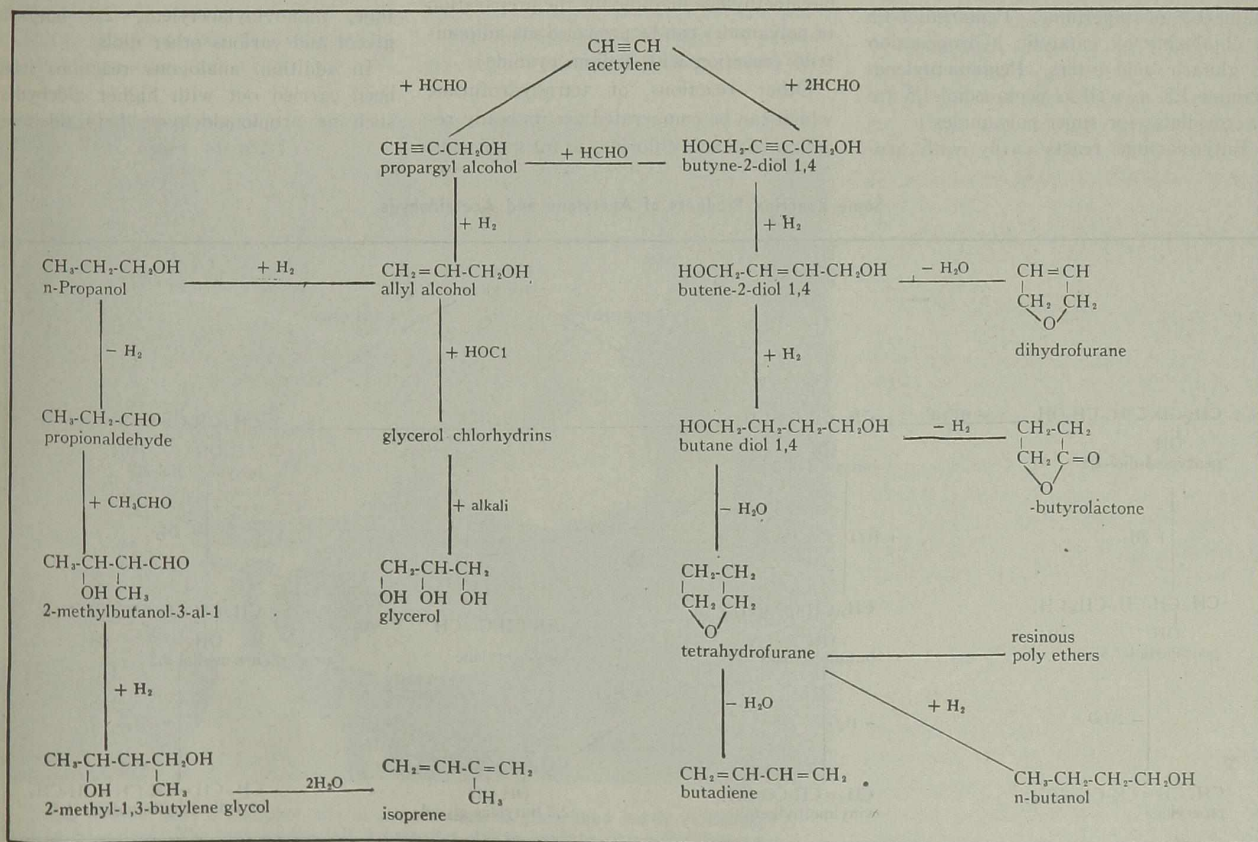 CH≡CH
acetylene
+ HCHO
+ 2HCHO
CH≡C-CH₂OH
propargyl alcohol
+ HCHO
HOCH₂-C≡C-CH₂OH
butyne-2-diol 1,4
+ H₂
+ H₂
CH₃-CH₂-CH₂OH
n-Propanol
+ H₂
CH₂=CH-CH₂OH
allyl alcohol
HOCH₂-CH=CH-CH₂OH
butene-2-diol 1,4
- H₂O
CH=CH
CH₂ CH₂
O
dihydrofurane
- H₂
+ HOC1
+ H₂
CH₃-CH₂-CHO
propionaldehyde
glycerol chlorhydrins
HOCH₂-CH₂-CH₂-CH₂OH
butane diol 1,4
- H₂
CH₂-CH₂
CH₂ C=O
O
-butyrolactone
+ CH₃CHO
+ alkali
- H₂O
CH₃-CH-CH-CHO
OH CH₃
2-methylbutanol-3-al-1
CH₂-CH-CH₂
OH OH OH
glycerol
CH₂-CH₂
CH₂ CH₂
O
tetrahydrofurane
resinous
poly ethers
+ H₂
- H₂O
+ H₂
CH₃-CH-CH-CH₂OH
OH CH₃
2-methyl-1,3-butylene glycol
2H₂O
CH₂=CH-C=CH₂
CH₃
isoprene
CH₂=CH-CH=CH₂
butadiene
CH₃-CH₂-CH₂-CH₂OH
n-butanol